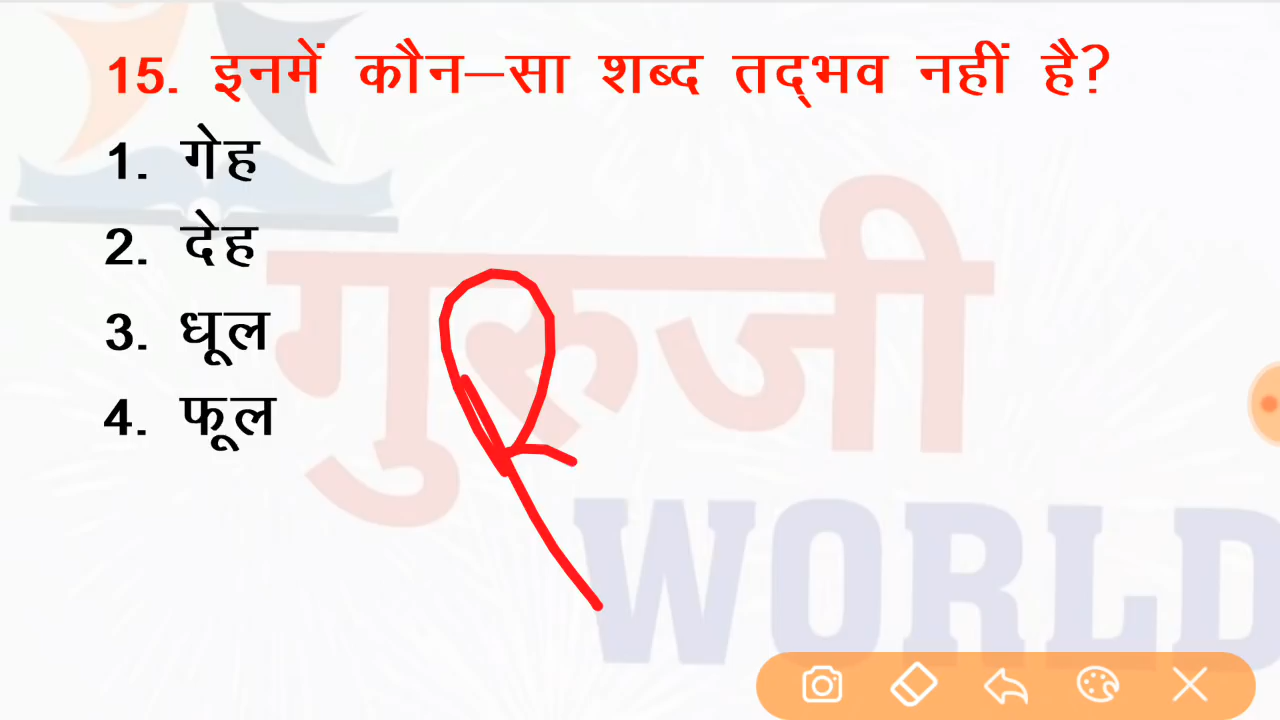 15. इनमें कौन–सा शब्द तद्भव नहीं है?
1. गेह
2. देह
3. धूल
4. फूल
गुरुजी
WORLD